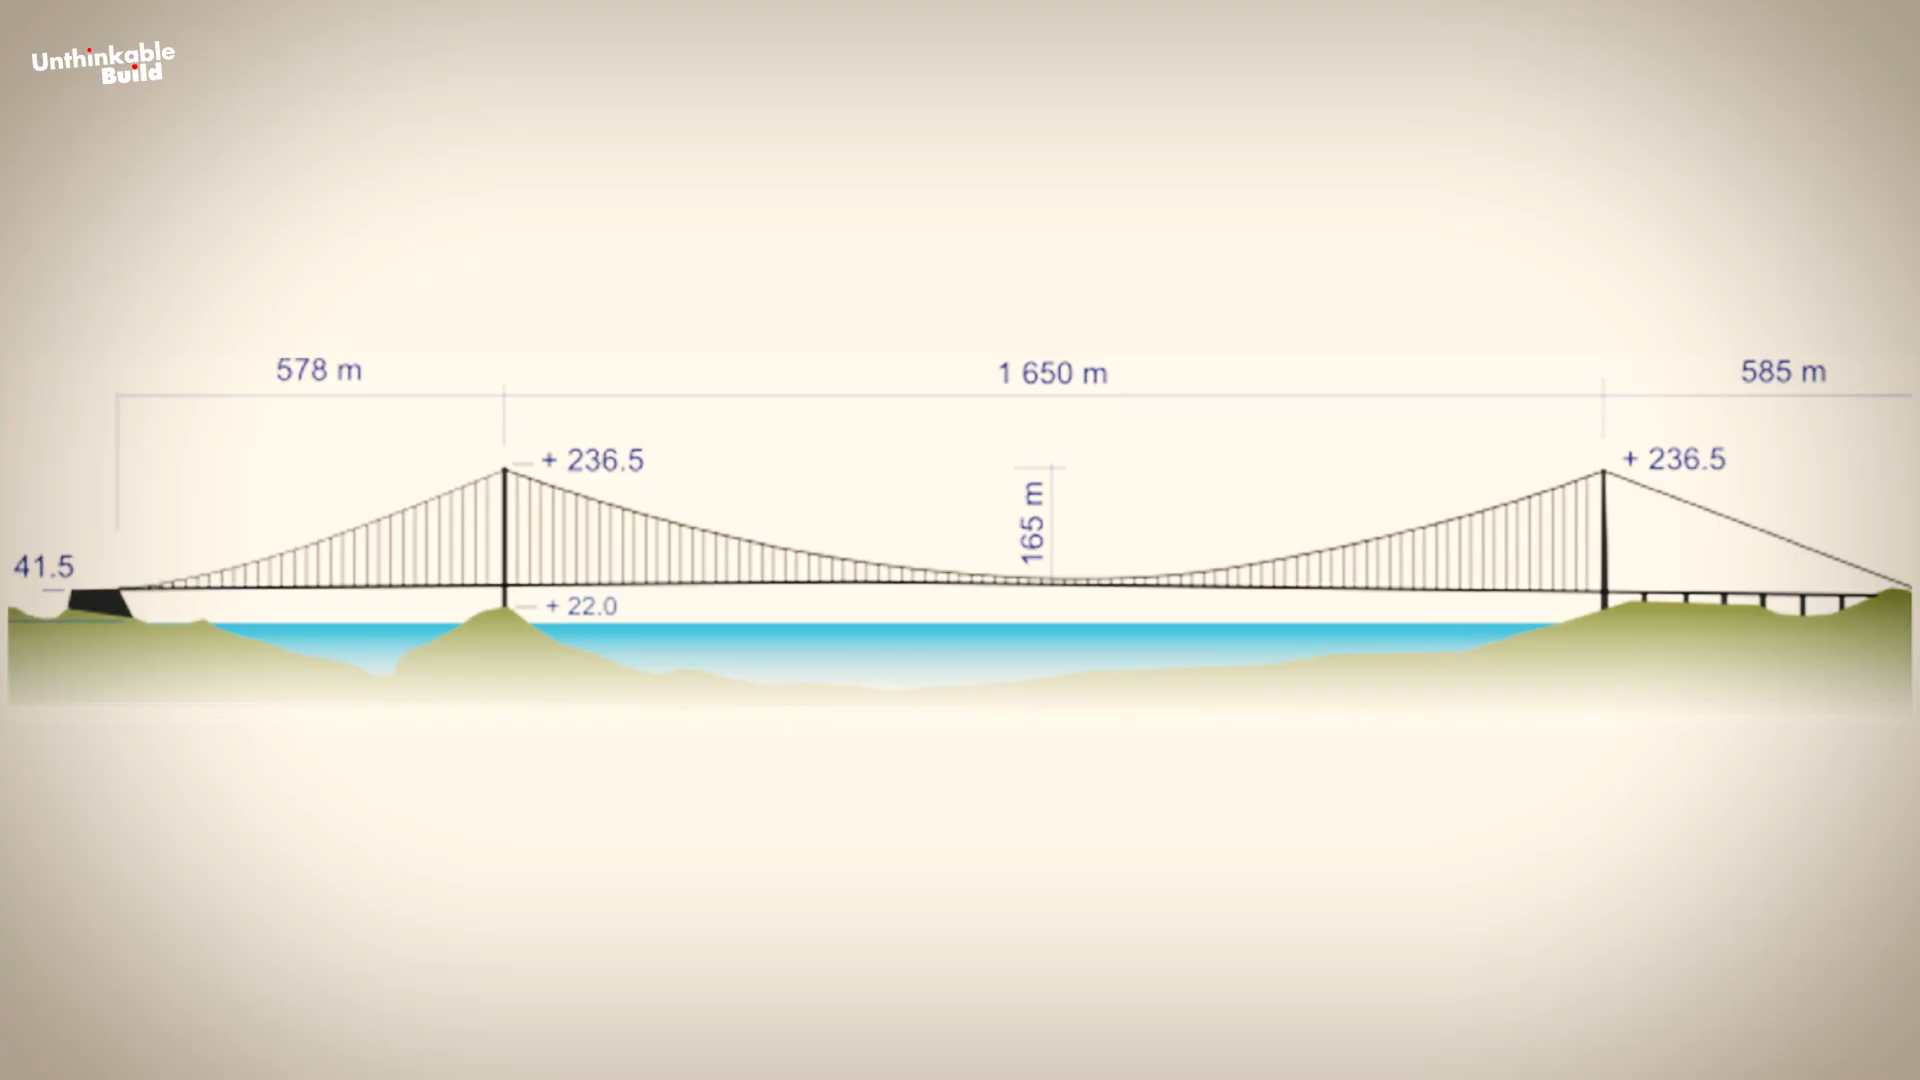 Unthinkable
Build
578 m
1 650 m
585 m
+ 236.5
+ 236.5
165 m
41.5
+ 22.0